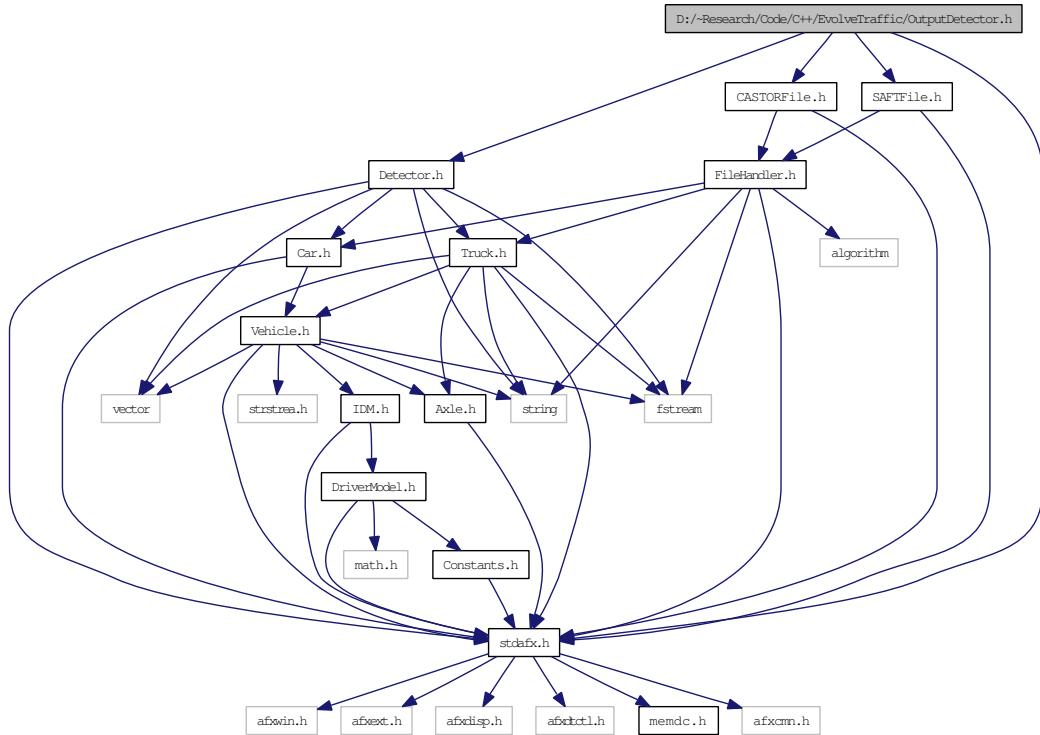 D:/~Research/Code/C++/EvolveTraffic/OutputDetector.h
CASTORFile.h
SAFTFile.h
Detector.h
FileHandler.h
Car.h
Truck.h
algorithm
Vehicle.h
vector
strstrea.h
IDM.h
Axle.h
string
fstream
DriverModel.h
math.h
Constants.h
stdafx.h
afxwin.h
afxext.h
afxdisp.h
afxdtctl.h
memdc.h
afxcmn.h